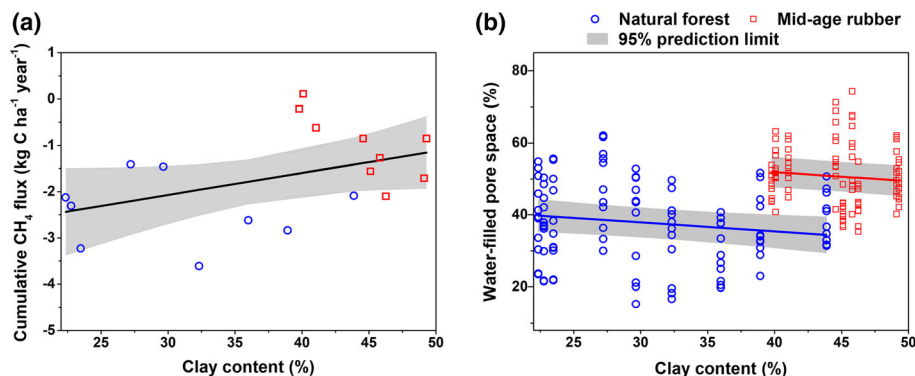 (a)
Cumulative CH4 flux (kg C ha-1 year-1)
1
0
-1
-2
-3
-4
-5
25
30
35
40
45
50
Clay content (%)
(b)
Natural forest
Mid-age rubber
95% prediction limit
Water-filled pore space (%)
80
60
40
20
25
30
35
40
45
50
Clay content (%)